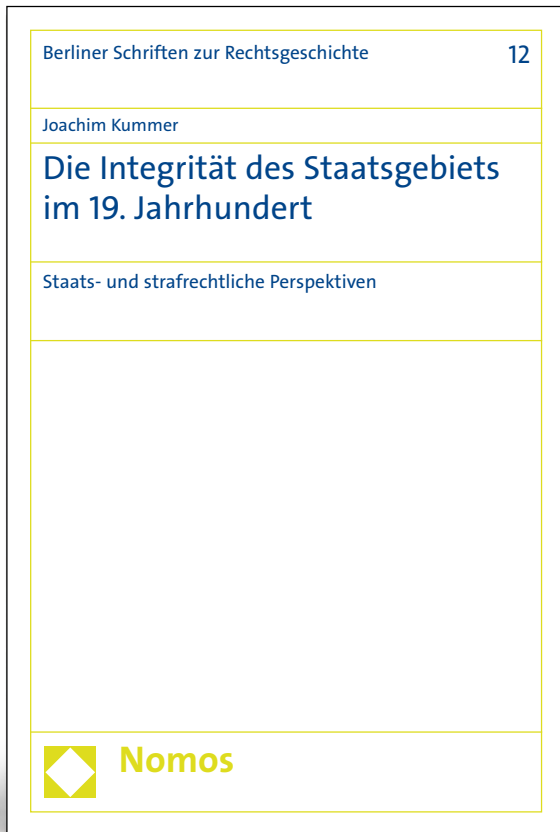 Berliner Schriften zur Rechtsgeschichte 12
Joachim Kummer
Die Integrität des Staatsgebiets
im 19. Jahrhundert
Staats- und strafrechtliche Perspektiven
Nomos